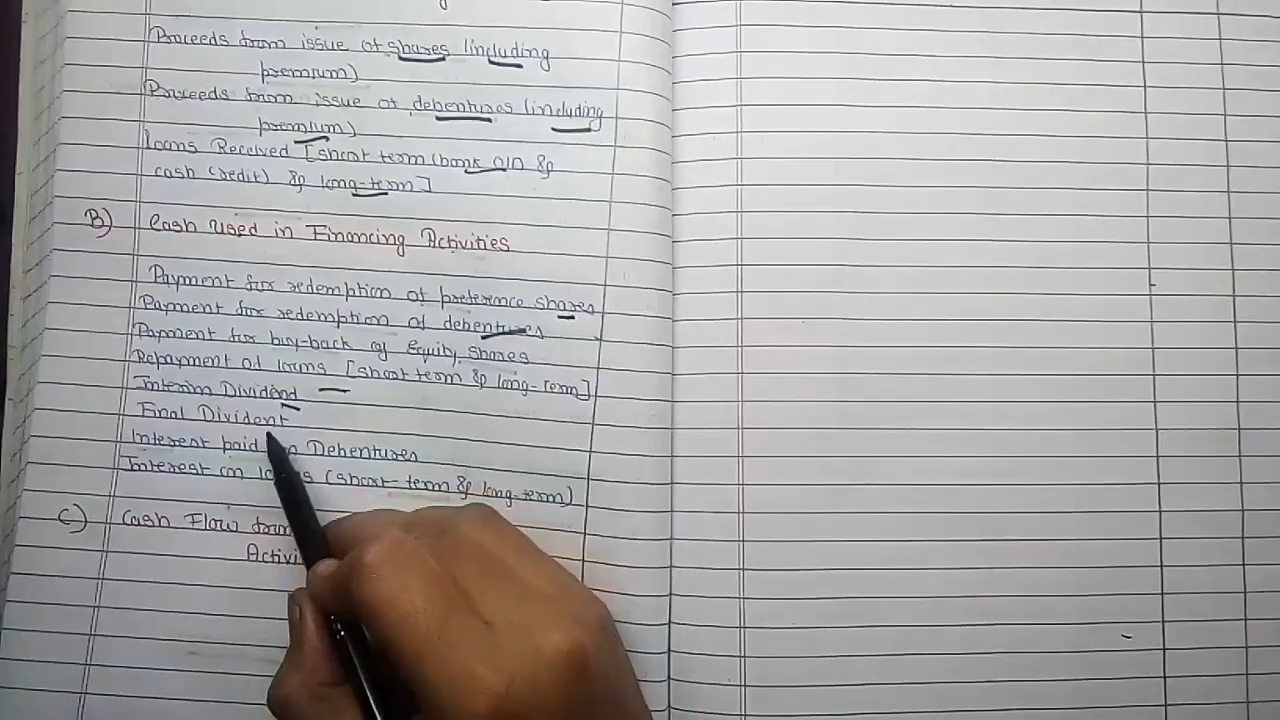 Proceeds from issue of shares (including
premium)
Proceeds from issue of debentures (including
premium)
loans Received [short term (bank O/D &
cash credit) & long-term]
B) Cash used in Financing Activities
Payment for redemption of preference shares
Payment for redemption of debentures
Payment for buy-back of Equity shares
Repayment of loans [short term & long-term]
Interim Dividend
Final Divident
Interest paid on Debentures
Interest on (short-term & long-term)
C) Cash Flow